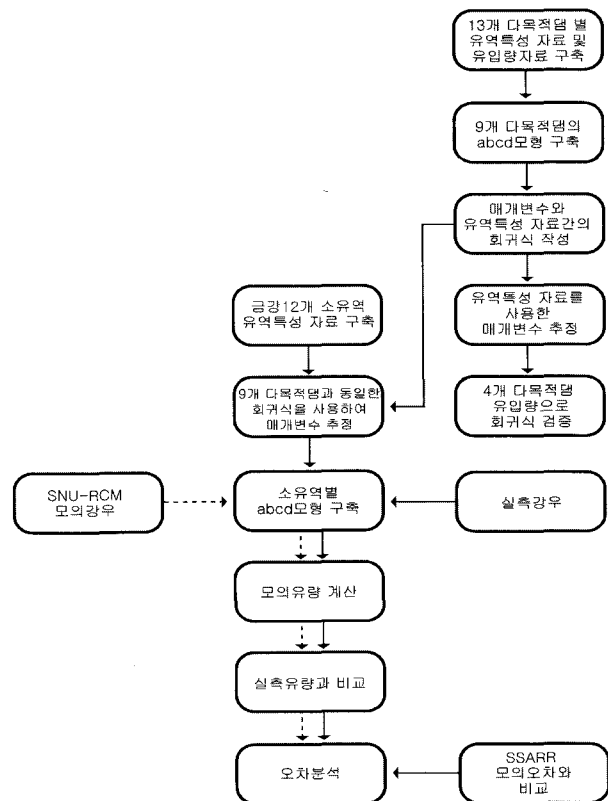 13개 다목적댐 별
유역특성 자료 및
유입량자료 구축
9개 다목적댐의
abcd모형 구축
매개변수와
유역특성 자료간의
회귀식 작성
유역특성 자료를
사용한
매개변수 추정
4개 다목적댐
유입량으로
회귀식 검증
금강12개 소유역
유역특성 자료 구축
9개 다목적댐과 동일한
회귀식을 사용하여
매개변수 추정
SNU-RCM
모의강우
소유역별
abcd모형 구축
실측강우
모의유량 계산
실측유량과 비교
오차분석
SSARR
모의오차와
비교